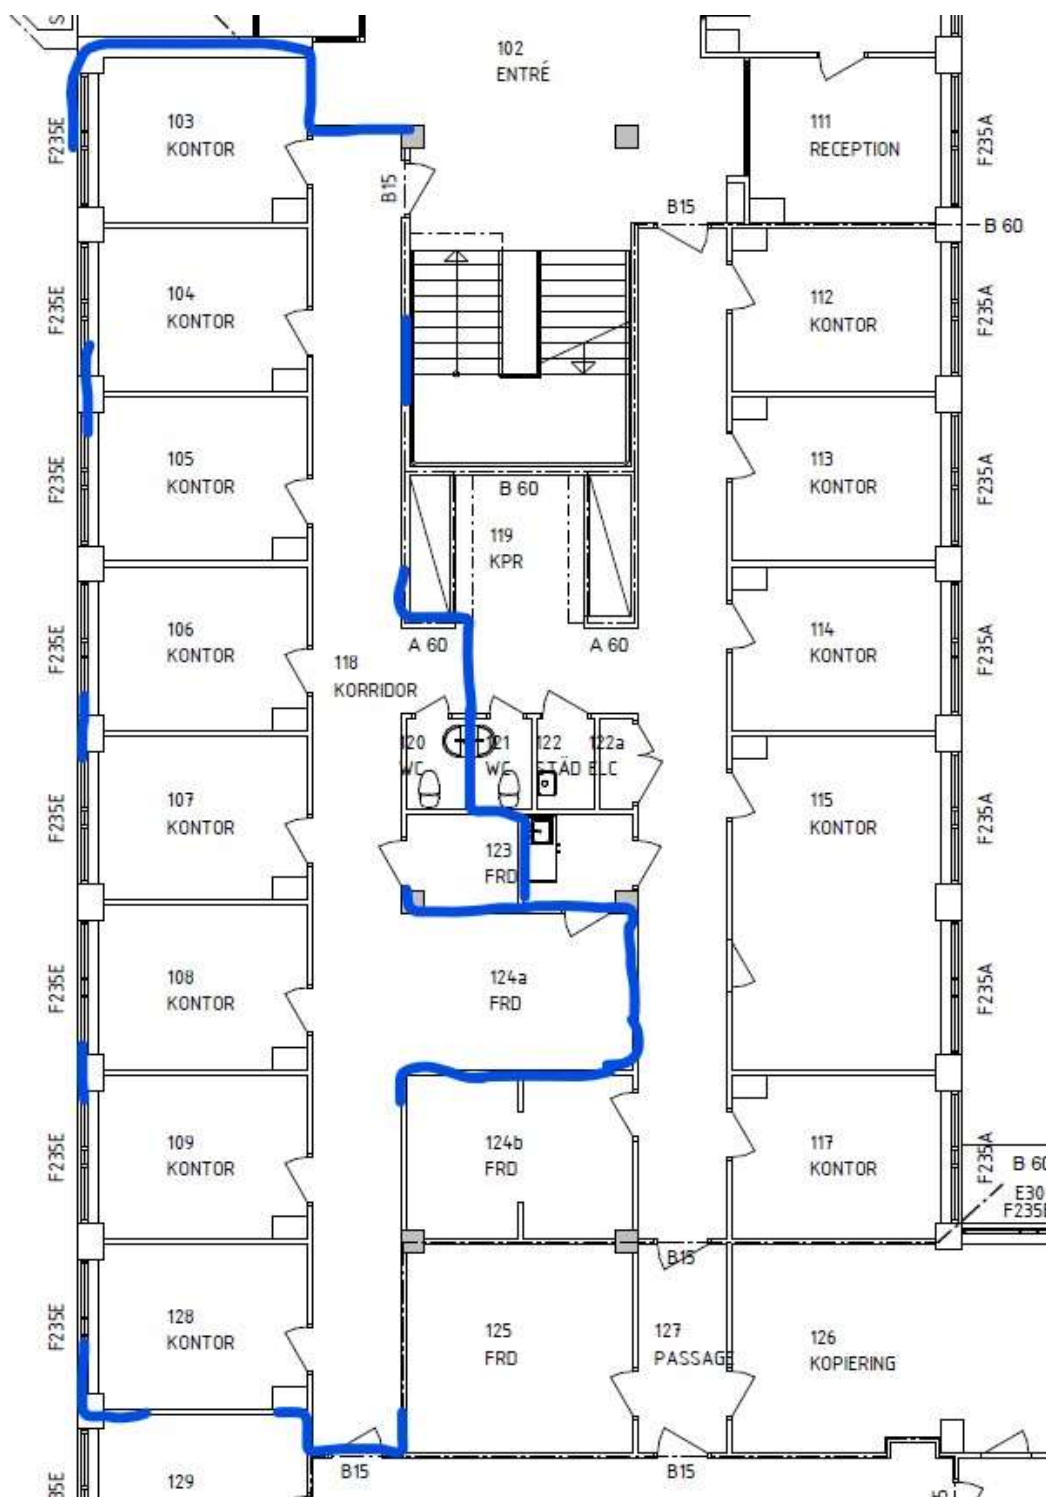 102
ENTRÉ
103
KONTOR
F235E
B15
111
RECEPTION
F235A
B15
B 60
104
KONTOR
F235E
112
KONTOR
F235A
105
KONTOR
F235E
B 60
113
KONTOR
F235A
119
KPR
106
KONTOR
F235E
A 60
A 60
114
KONTOR
F235A
118
KORRIDOR
120
WC
121
WC
122
STÄD
122a
ELC
107
KONTOR
F235E
115
KONTOR
F235A
123
FRD
108
KONTOR
F235E
124a
FRD
F235A
109
KONTOR
F235E
124b
FRD
117
KONTOR
F235A
B 60
E30
B15
128
KONTOR
F235E
125
FRD
127
PASSAGE
126
KOPIERING
B15
B15
129